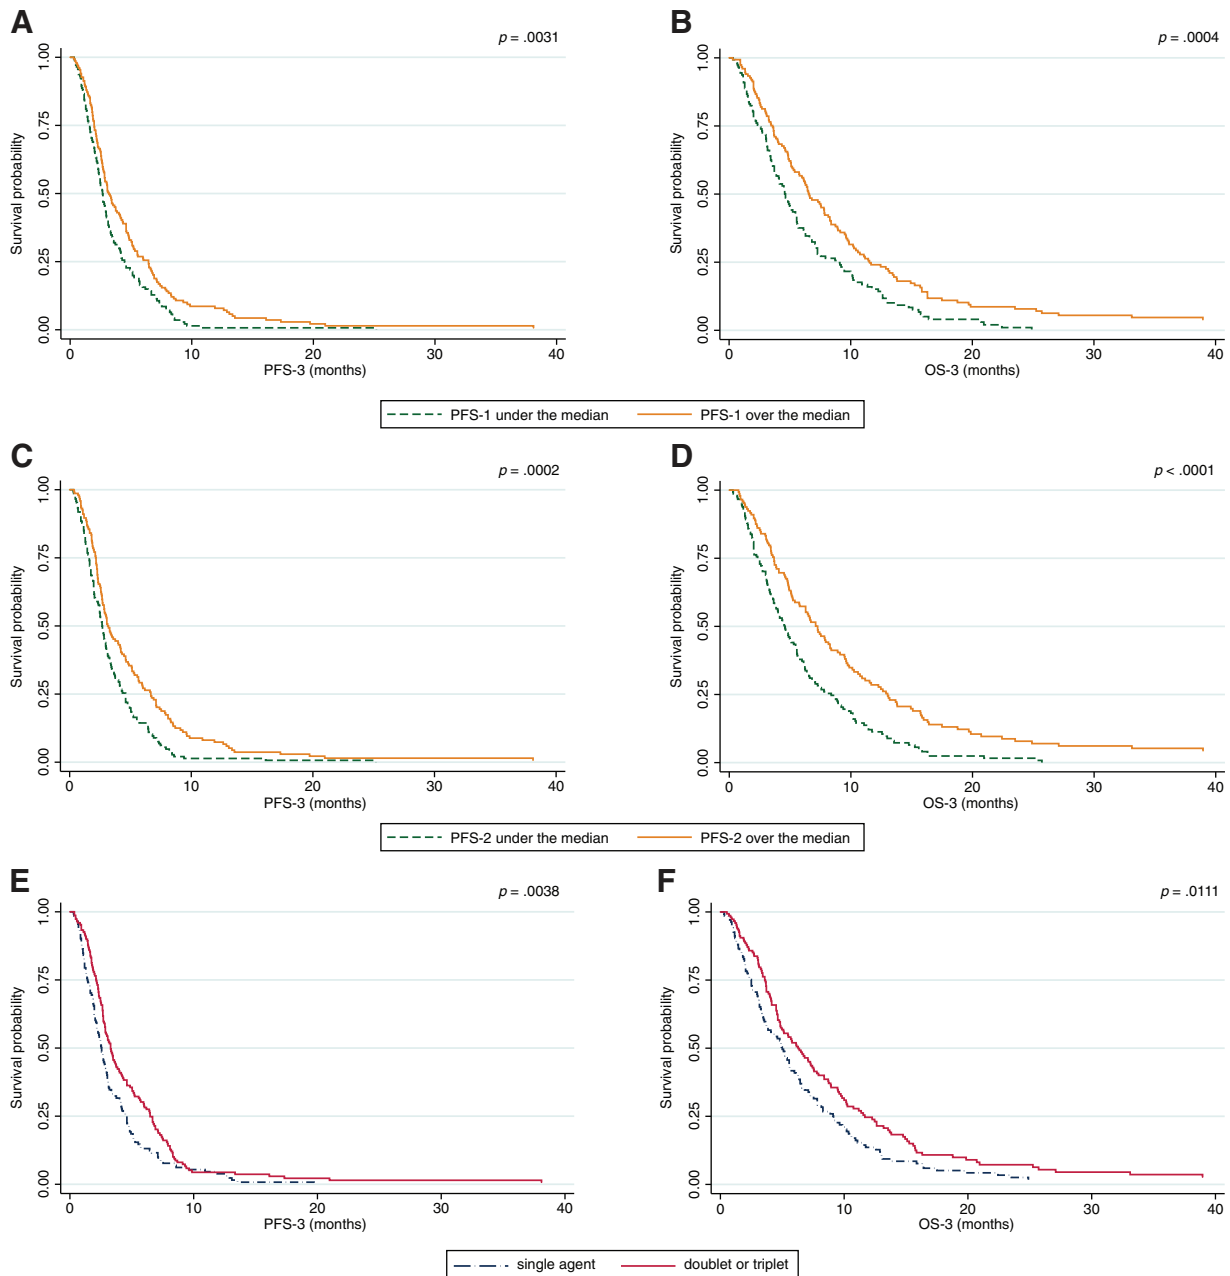 A
p = .0031
1.00
0.75
0.50
0.25
0.00
Survival probability
0
10
20
30
40
PFS-3 (months)
B
p = .0004
1.00
0.75
0.50
0.25
0.00
Survival probability
0
10
20
30
40
OS-3 (months)
PFS-1 under the median
PFS-1 over the median
C
p = .0002
1.00
0.75
0.50
0.25
0.00
Survival probability
0
10
20
30
40
PFS-3 (months)
D
p < .0001
1.00
0.75
0.50
0.25
0.00
Survival probability
0
10
20
30
40
OS-3 (months)
PFS-2 under the median
PFS-2 over the median
E
p = .0038
1.00
0.75
0.50
0.25
0.00
Survival probability
0
10
20
30
40
PFS-3 (months)
F
p = .0111
1.00
0.75
0.50
0.25
0.00
Survival probability
0
10
20
30
40
OS-3 (months)
single agent
doublet or triplet